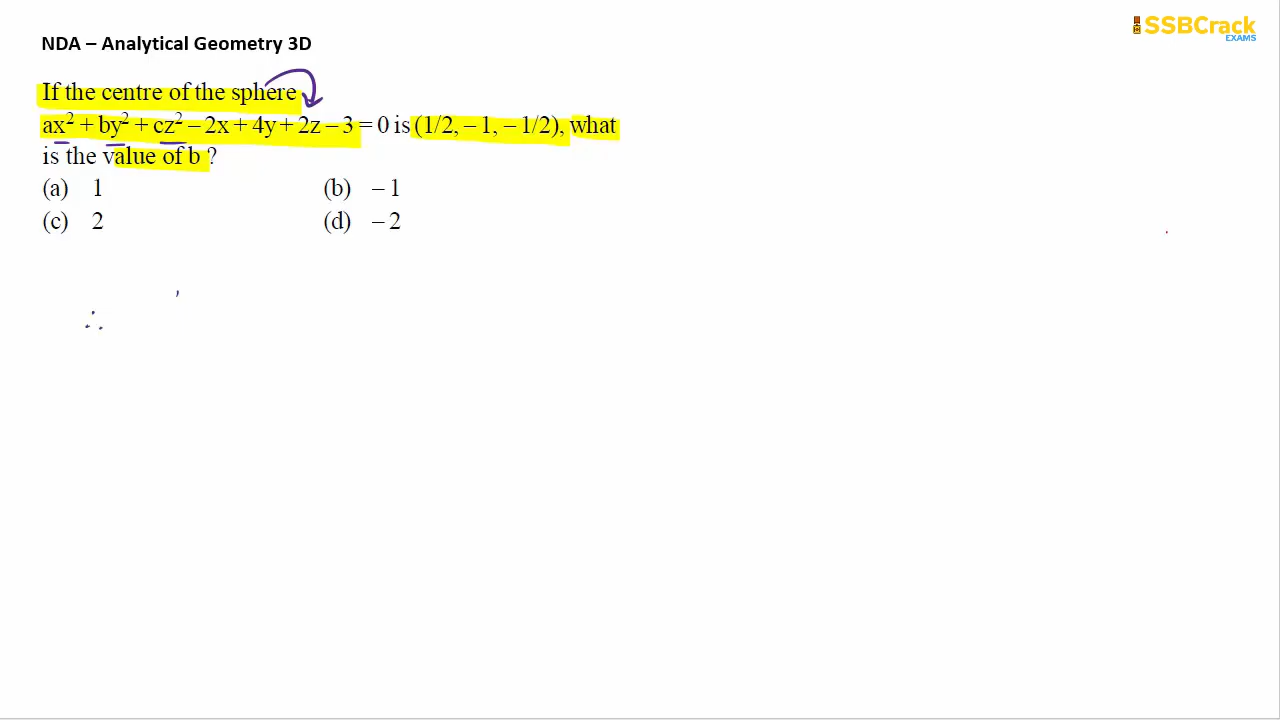 SSBCrack
EXAMS
NDA – Analytical Geometry 3D
If the centre of the sphere
ax² + by² + cz² – 2x + 4y + 2z – 3 = 0 is (1/2, – 1, – 1/2), what
is the value of b ?
(a) 1 (b) – 1
(c) 2 (d) – 2
∴